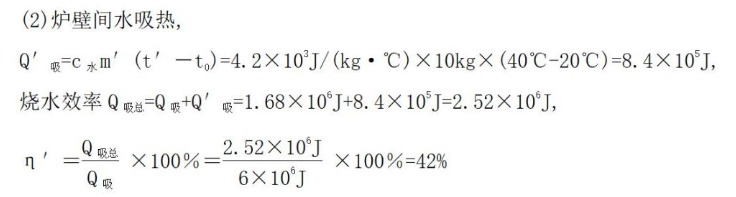 (2)炉壁间水吸热,
Q′吸=c水m′(t′－t₀)=4.2×10³J/(kg·℃)×10kg×(40℃-20℃)=8.4×10⁵J,
烧水效率Q吸总=Q吸+Q′吸=1.68×10⁶J+8.4×10⁵J=2.52×10⁶J,
η′=Q吸总/Q吸×100%=2.52×10⁶J/6×10⁶J×100%=42%